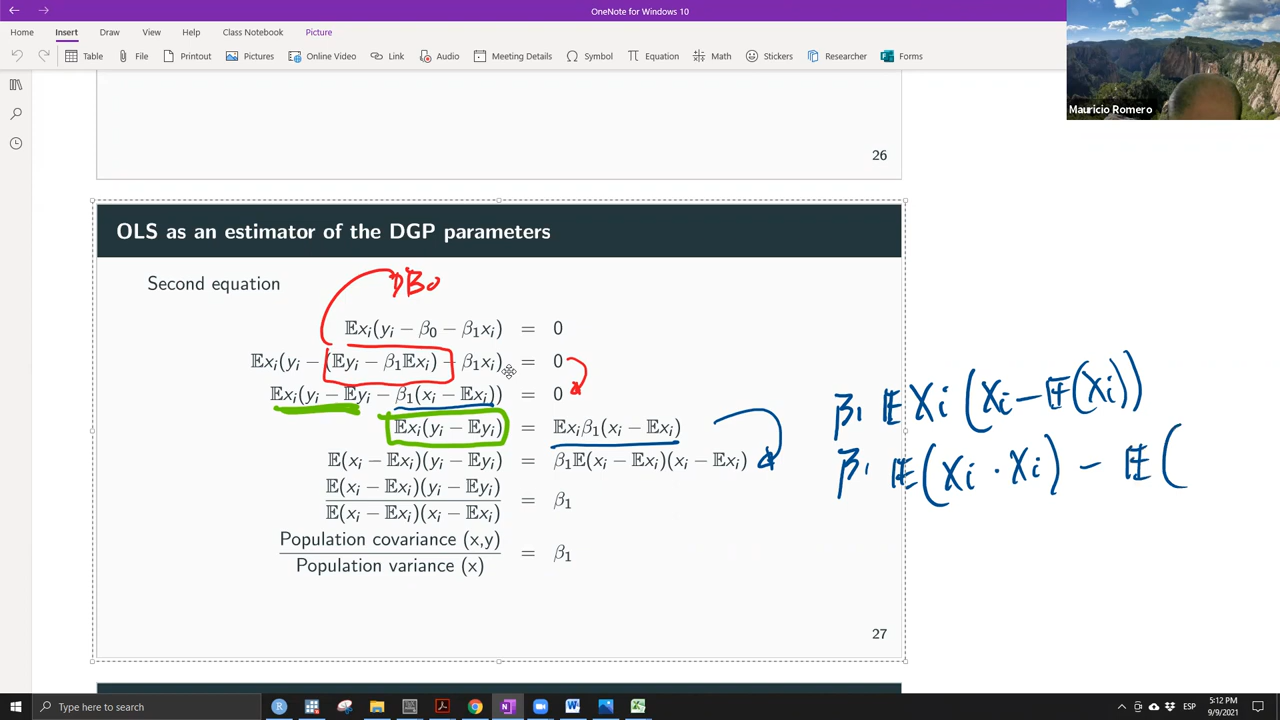 OneNote for Windows 10
Home Insert Draw View Help Class Notebook Picture
Table File Printout Pictures Online Video Link Audio Meeting Details Symbol Equation Math Stickers Researcher Forms
Mauricio Romero
26
OLS as an estimator of the DGP parameters
Second equation
𝔼xᵢ(yᵢ − β₀ − β₁xᵢ) = 0
𝔼xᵢ(yᵢ − (𝔼yᵢ − β₁𝔼xᵢ) − β₁xᵢ) = 0
𝔼xᵢ(yᵢ − 𝔼yᵢ − β₁(xᵢ − 𝔼xᵢ)) = 0
𝔼xᵢ(yᵢ − 𝔼yᵢ) = 𝔼xᵢβ₁(xᵢ − 𝔼xᵢ)
𝔼(xᵢ − 𝔼xᵢ)(yᵢ − 𝔼yᵢ) = β₁𝔼(xᵢ − 𝔼xᵢ)(xᵢ − 𝔼xᵢ)
𝔼(xᵢ − 𝔼xᵢ)(yᵢ − 𝔼yᵢ)
𝔼(xᵢ − 𝔼xᵢ)(xᵢ − 𝔼xᵢ) = β₁
Population covariance (x,y)
Population variance (x) = β₁
β₁ 𝔼 Xᵢ (Xᵢ − 𝔼(Xᵢ))
β₁ 𝔼(Xᵢ · Xᵢ) − 𝔼(
27
Type here to search
ESP
5:12 PM
9/9/2021